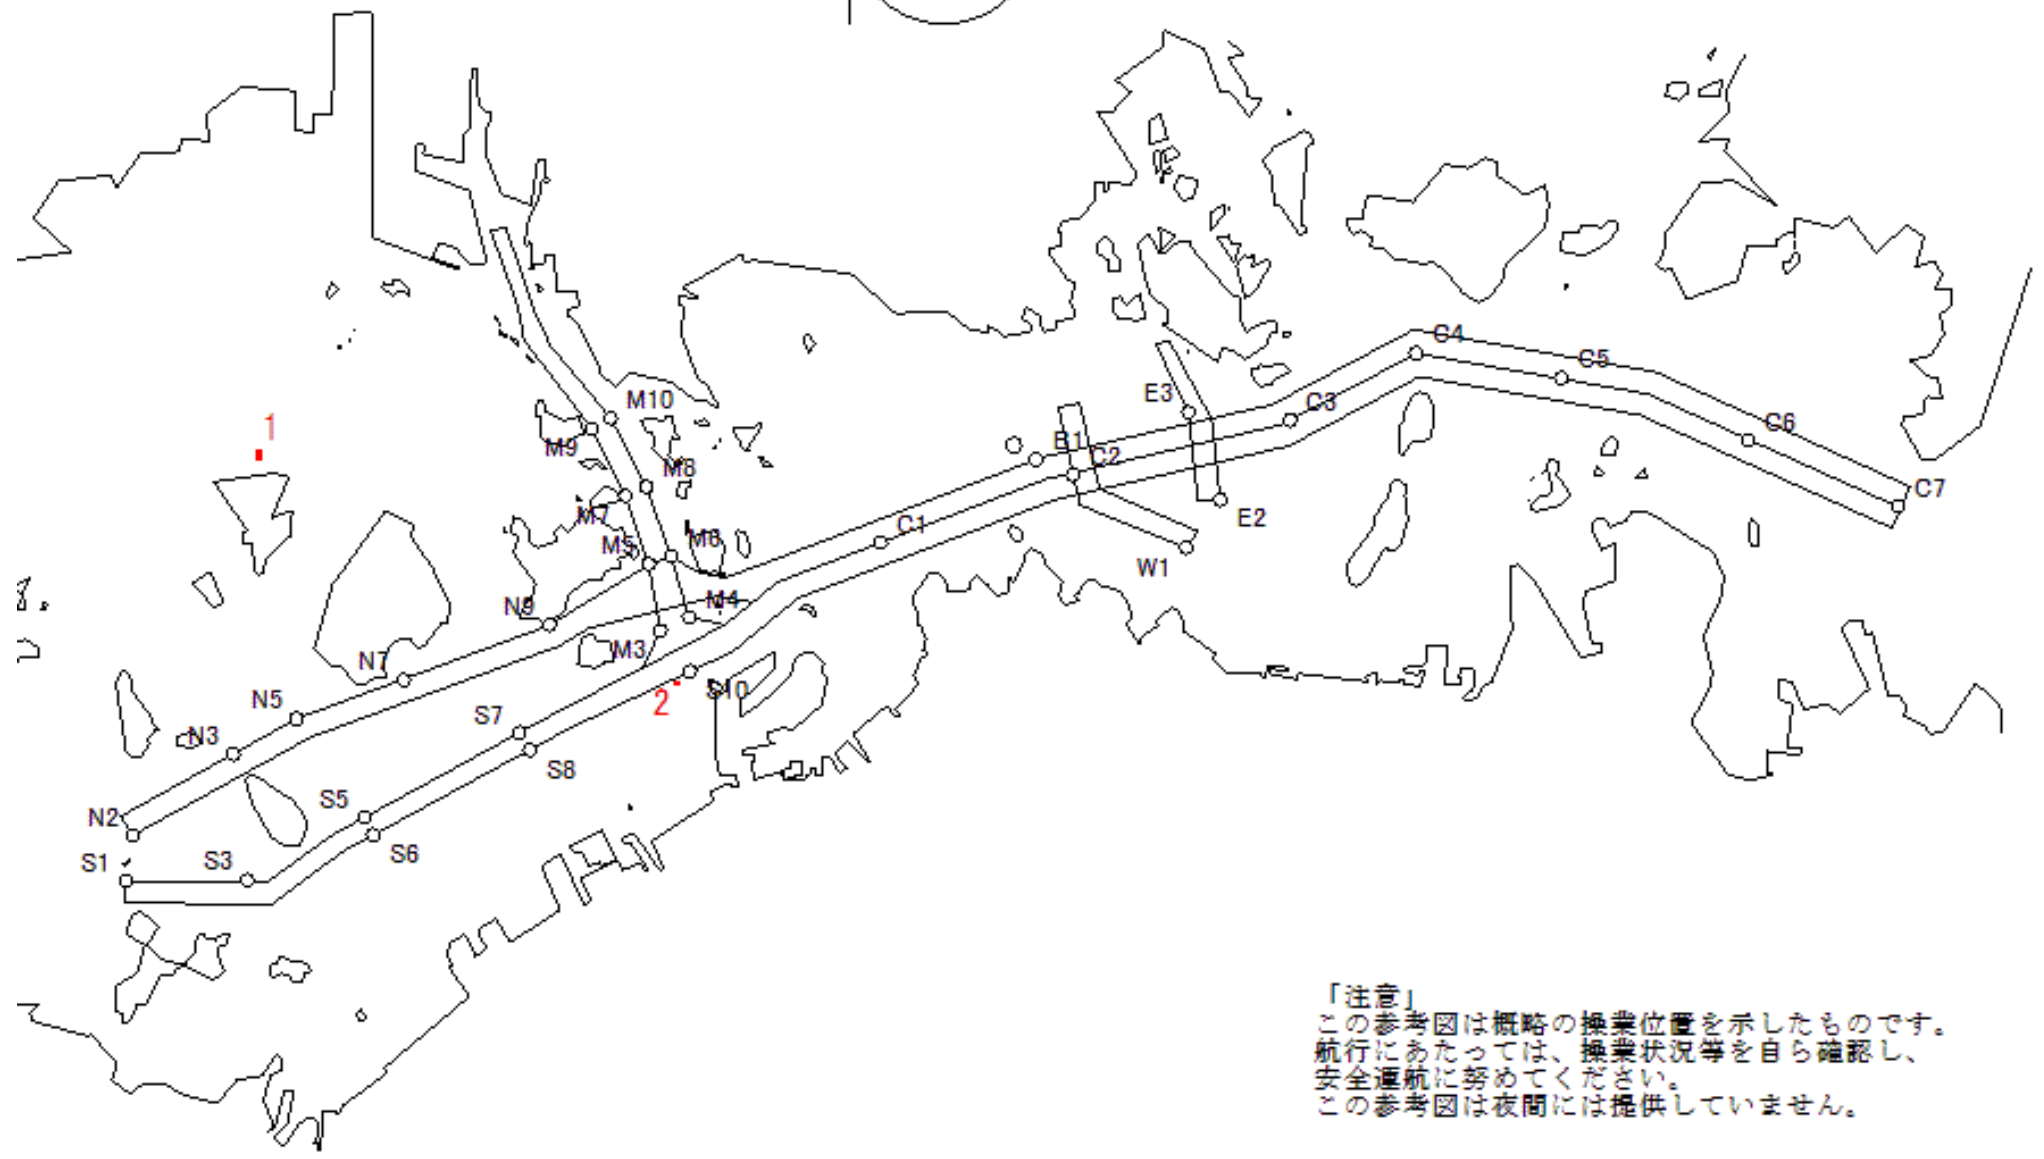 C4
C5
E3
M10
C3
1
C6
M9
B1
C2
M8
C7
M7
E2
C1
M5
M6
W1
N9
M4
M3
N7
S10
2
N5
S7
N3
S8
S5
N2
S6
S1
S3
「注意」
この参考図は概略の操業位置を示したものです。
航行にあたっては、操業状況等を自ら確認し、
安全運航に努めてください。
この参考図は夜間には提供していません。